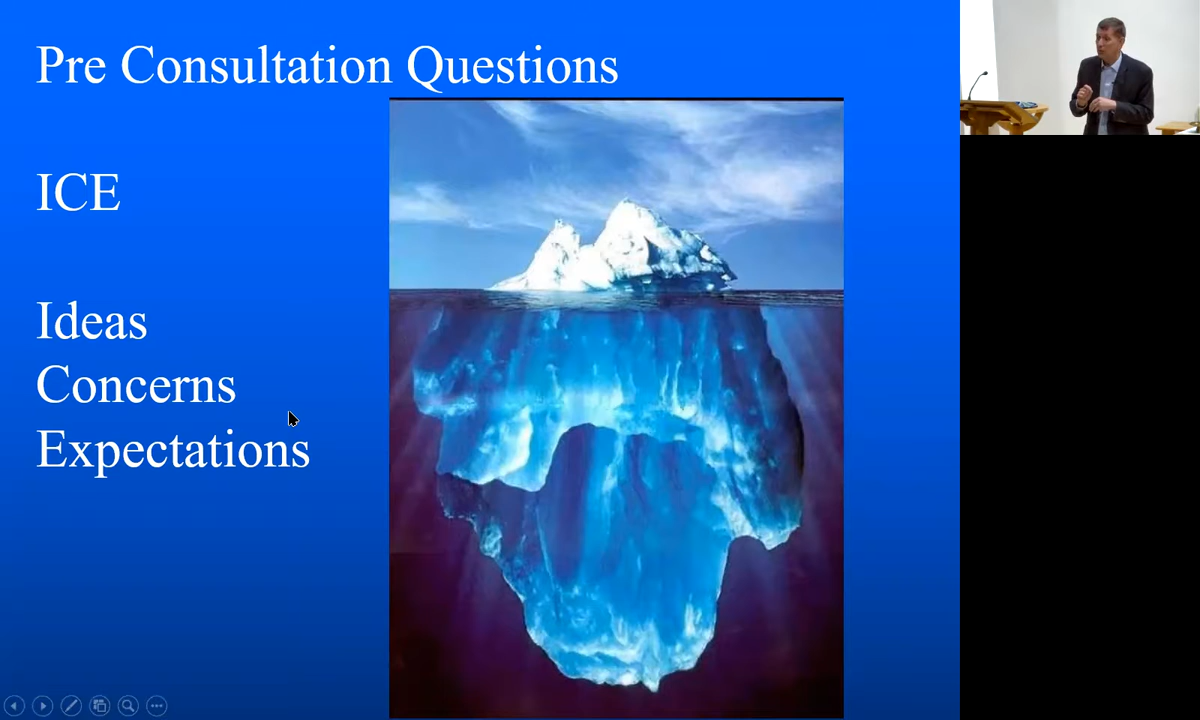 Pre Consultation Questions
ICE
Ideas
Concerns
Expectations